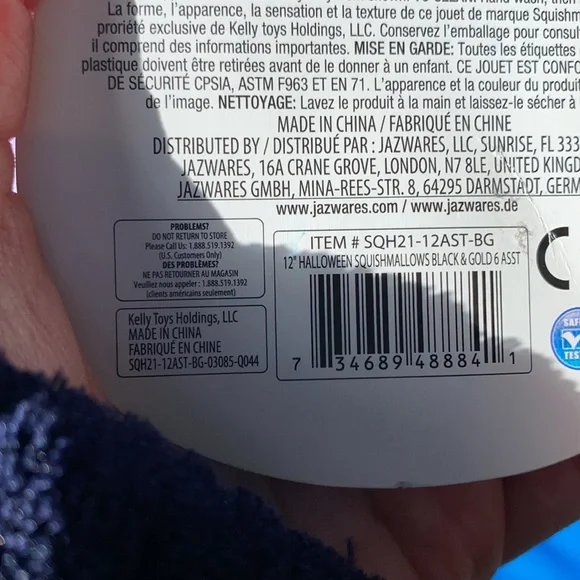 La forme, l'apparence, la sensation et la texture de ce jouet de marque Squishm
proriété exclusive de Kelly toys Holdings, LLC. Conservez l'emballage pour consul
il comprend des informations importantes. MISE EN GARDE: Toutes les étiquettes
plastique doivent être retirées avant de le donner à un enfant. CE JOUET EST CONFO
DE SÉCURITÉ CPSIA, ASTM F963 ET EN 71. L'apparence et la couleur du produit
de l'image. NETTOYAGE: Lavez le produit à la main et laissez-le sécher à
MADE IN CHINA / FABRIQUÉ EN CHINE
DISTRIBUTED BY / DISTRIBUÉ PAR : JAZWARES, LLC, SUNRISE, FL 333
JAZWARES, 16A CRANE GROVE, LONDON, N7 8LE, UNITED KINGD
JAZWARES GMBH, MINA-REES-STR. 8, 64295 DARMSTADT, GERM
www.jazwares.com / www.jazwares.de
PROBLEMS?
DO NOT RETURN TO STORE
Please Call Us: 1.888.519.1392
(U.S. Customers Only)
DES PROBLÈMES?
NE PAS RETOURNER AU MAGASIN
Veuillez nous appeler : 1.888.519.1392
(clients américains seulement)
Kelly Toys Holdings, LLC
MADE IN CHINA
FABRIQUÉ EN CHINE
SQH21-12AST-BG-03085-Q044
ITEM # SQH21-12AST-BG
12" HALLOWEEN SQUISHMALLOWS BLACK & GOLD 6 ASST
7 34689 48884 1
SAF
TES